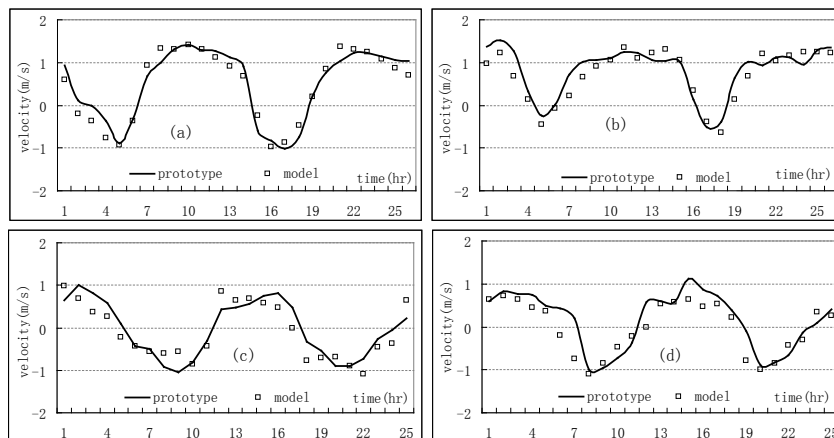 2
1
0
-1
-2
velocity(m/s)
(a)
prototype
model
time(hr)
1 4 7 10 13 16 19 22 25
2
1
0
-1
-2
velocity(m/s)
(b)
prototype
model
time(hr)
1 4 7 10 13 16 19 22 25
2
1
0
-1
-2
velocity(m/s)
(c)
prototype
model
time(hr)
1 4 7 10 13 16 19 22 25
2
1
0
-1
-2
velocity(m/s)
(d)
prototype
model
time(hr)
1 4 7 10 13 16 19 22 25